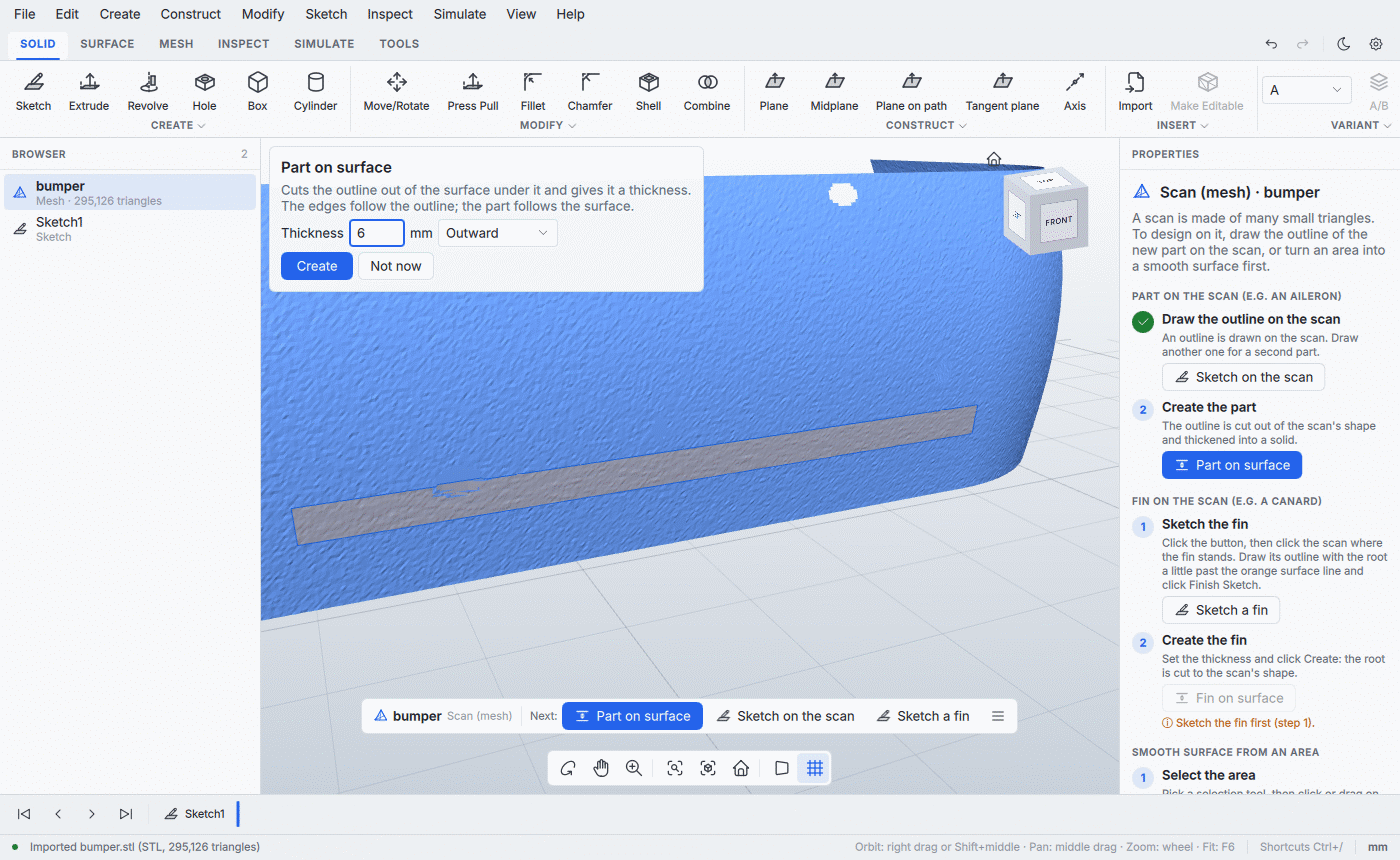 File Edit Create Construct Modify Sketch Inspect Simulate View Help
SOLID SURFACE MESH INSPECT SIMULATE TOOLS
Sketch Extrude Revolve Hole Box Cylinder Move/Rotate Press Pull Fillet Chamfer Shell Combine Plane Midplane Plane on path Tangent plane Axis Import Make Editable A A/B
CREATE MODIFY CONSTRUCT INSERT VARIANT
BROWSER 2
bumper
Mesh · 295,126 triangles
Sketch1
Sketch
Part on surface
Cuts the outline out of the surface under it and gives it a thickness.
The edges follow the outline; the part follows the surface.
Thickness 6 mm Outward
Create Not now
FRONT
PROPERTIES
Scan (mesh) · bumper
A scan is made of many small triangles.
To design on it, draw the outline of the
new part on the scan, or turn an area into
a smooth surface first.
PART ON THE SCAN (E.G. AN AILERON)
Draw the outline on the scan
An outline is drawn on the scan. Draw
another one for a second part.
Sketch on the scan
2 Create the part
The outline is cut out of the scan's shape
and thickened into a solid.
Part on surface
FIN ON THE SCAN (E.G. A CANARD)
1 Sketch the fin
Click the button, then click the scan where
the fin stands. Draw its outline with the root
a little past the orange surface line and
click Finish Sketch.
Sketch a fin
2 Create the fin
Set the thickness and click Create: the root
is cut to the scan's shape.
Fin on surface
Sketch the fin first (step 1).
SMOOTH SURFACE FROM AN AREA
1 Select the area
bumper Scan (mesh) Next: Part on surface Sketch on the scan Sketch a fin
Sketch1
Imported bumper.stl (STL, 295,126 triangles)
Orbit: right drag or Shift+middle · Pan: middle drag · Zoom: wheel · Fit: F6 Shortcuts Ctrl+/ mm